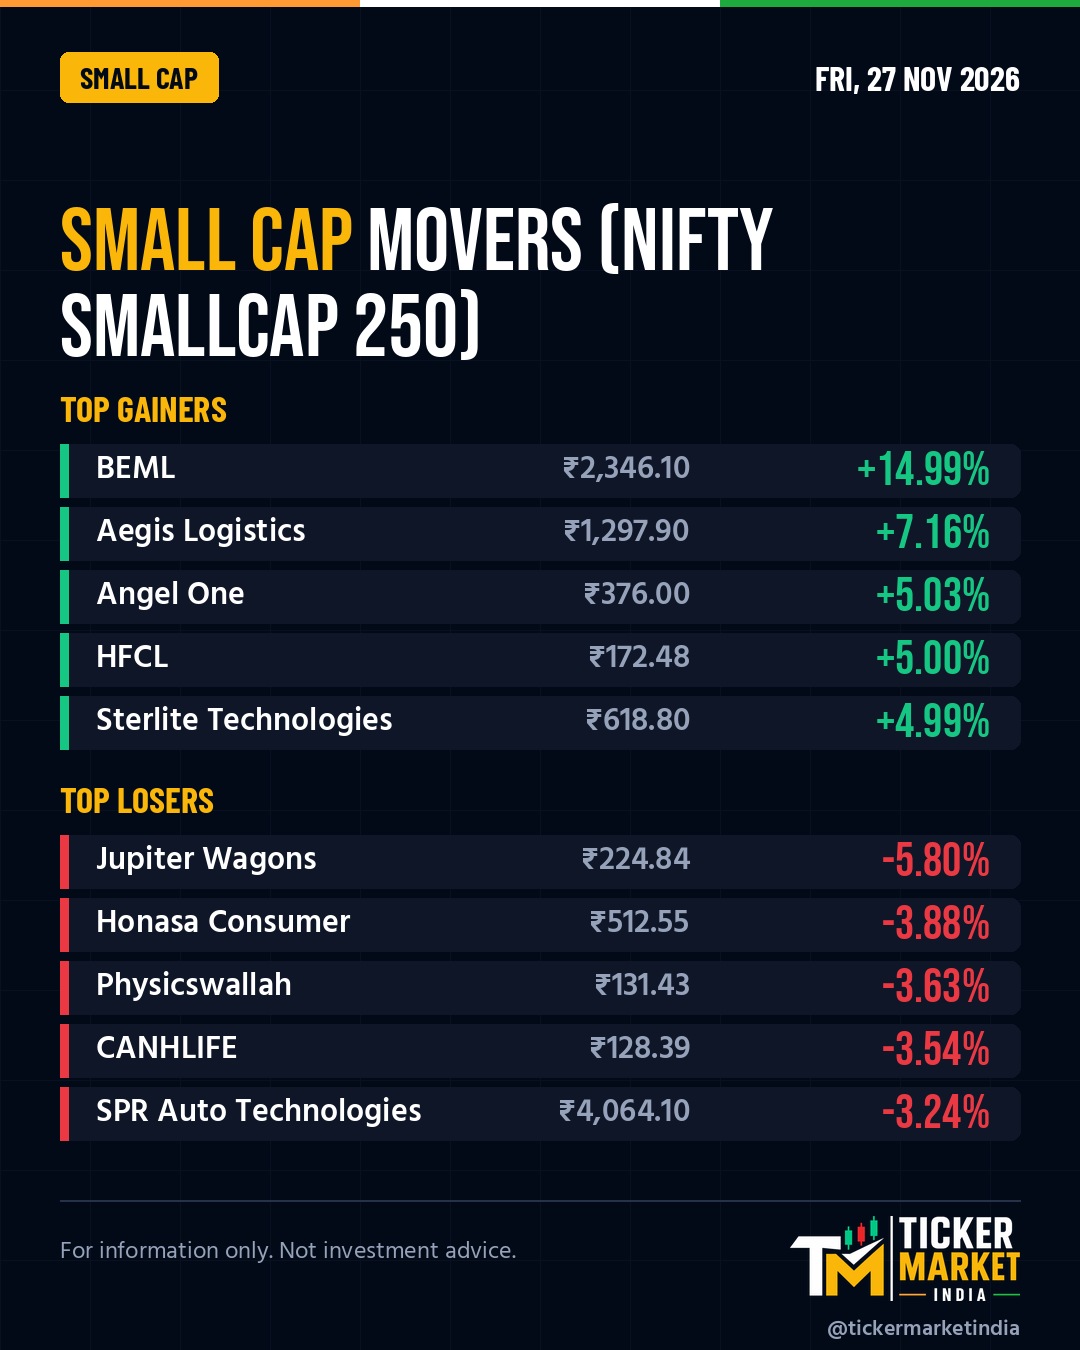 SMALL CAP
FRI, 27 NOV 2026
SMALL CAP MOVERS (NIFTY
SMALLCAP 250)
TOP GAINERS
BEML ₹2,346.10 +14.99%
Aegis Logistics ₹1,297.90 +7.16%
Angel One ₹376.00 +5.03%
HFCL ₹172.48 +5.00%
Sterlite Technologies ₹618.80 +4.99%
TOP LOSERS
Jupiter Wagons ₹224.84 -5.80%
Honasa Consumer ₹512.55 -3.88%
Physicswallah ₹131.43 -3.63%
CANHLIFE ₹128.39 -3.54%
SPR Auto Technologies ₹4,064.10 -3.24%
For information only. Not investment advice.
TM
TICKER
MARKET
INDIA
@tickermarketindia